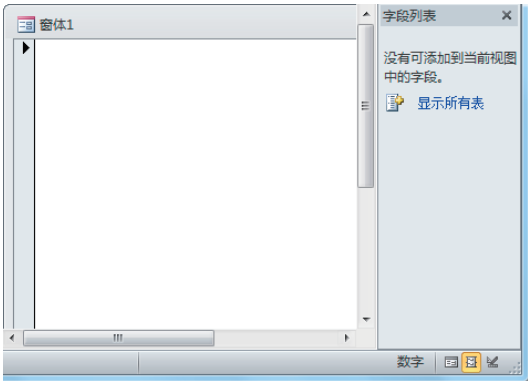 窗体1
字段列表
没有可添加到当前视图
中的字段。
显示所有表
数字